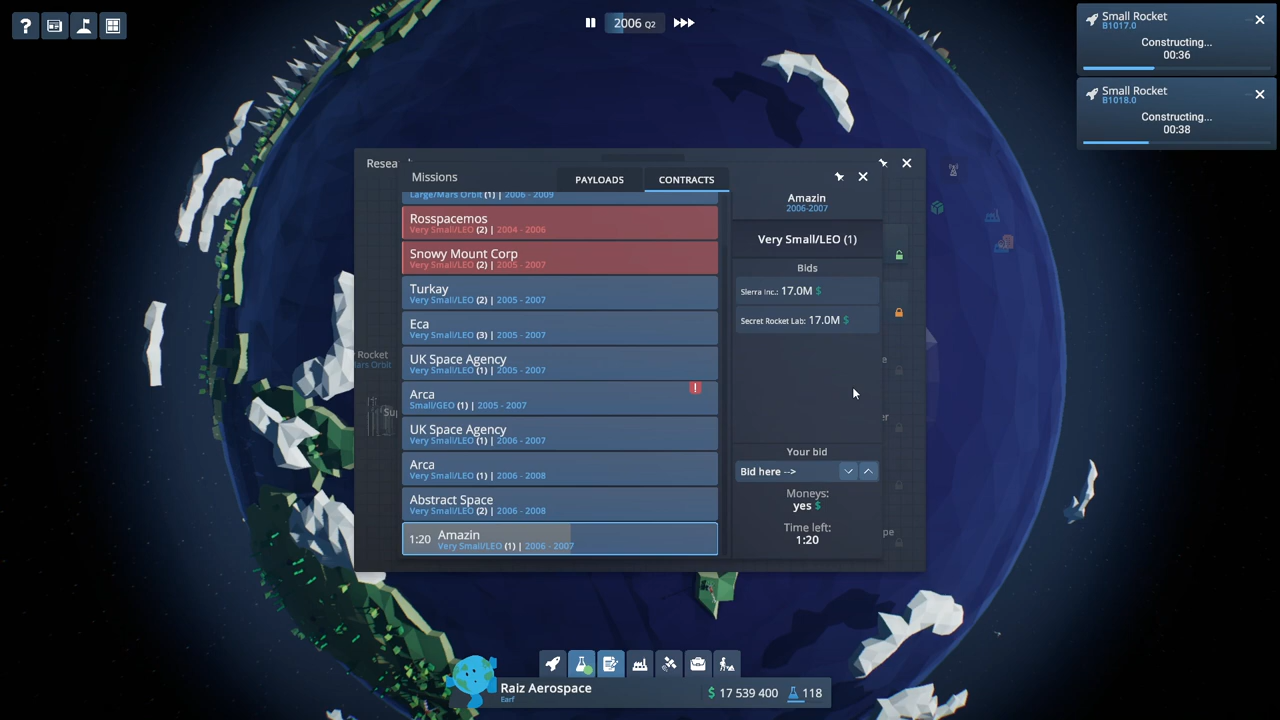 ?
2006 Q2
Small Rocket
B1017.0
Constructing...
00:36
Small Rocket
B1018.0
Constructing...
00:38
Resea
Missions
PAYLOADS
CONTRACTS
Large/Mars Orbit (1) | 2006 - 2009
Rosspacemos
Very Small/LEO (2) | 2004 - 2006
Snowy Mount Corp
Very Small/LEO (2) | 2005 - 2007
Turkay
Very Small/LEO (2) | 2005 - 2007
Eca
Very Small/LEO (3) | 2005 - 2007
UK Space Agency
Very Small/LEO (1) | 2005 - 2007
Arca
!
Small/GEO (1) | 2005 - 2007
UK Space Agency
Very Small/LEO (1) | 2006 - 2007
Arca
Very Small/LEO (1) | 2006 - 2008
Abstract Space
Very Small/LEO (2) | 2006 - 2008
1:20 Amazin
Very Small/LEO (1) | 2006 - 2007
Amazin
2006-2007
Very Small/LEO (1)
Bids
Sierra Inc.: 17.0M $
Secret Rocket Lab: 17.0M $
Your bid
Bid here -->
Moneys:
yes $
Time left:
1:20
Rocket
Mars Orbit
Su
e
er
pe
Raiz Aerospace
Earf
$ 17 539 400
118